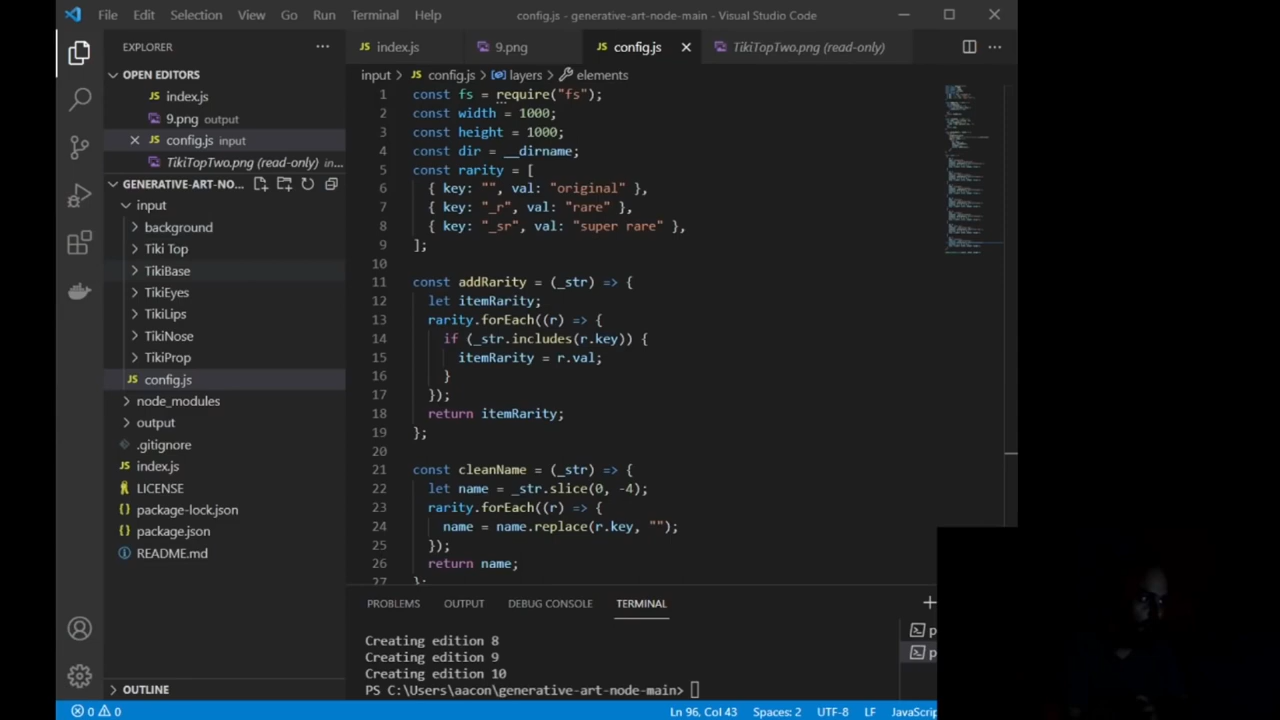 File Edit Selection View Go Run Terminal Help config.js - generative-art-node-main - Visual Studio Code
EXPLORER
OPEN EDITORS
index.js
9.png output
config.js input
TikiTopTwo.png (read-only) in...
GENERATIVE-ART-NO...
input
background
Tiki Top
TikiBase
TikiEyes
TikiLips
TikiNose
TikiProp
config.js
node_modules
output
.gitignore
index.js
LICENSE
package-lock.json
package.json
README.md
OUTLINE
index.js 9.png config.js TikiTopTwo.png (read-only)
input > config.js > layers > elements
1 const fs = require("fs");
2 const width = 1000;
3 const height = 1000;
4 const dir = __dirname;
5 const rarity = [
6 { key: "", val: "original" },
7 { key: "_r", val: "rare" },
8 { key: "_sr", val: "super rare" },
9 ];
10
11 const addRarity = (_str) => {
12 let itemRarity;
13 rarity.forEach((r) => {
14 if (_str.includes(r.key)) {
15 itemRarity = r.val;
16 }
17 });
18 return itemRarity;
19 };
20
21 const cleanName = (_str) => {
22 let name = _str.slice(0, -4);
23 rarity.forEach((r) => {
24 name = name.replace(r.key, "");
25 });
26 return name;
27 };
PROBLEMS OUTPUT DEBUG CONSOLE TERMINAL
Creating edition 8
Creating edition 9
Creating edition 10
PS C:\Users\aacon\generative-art-node-main>
p
p
0 0 Ln 96, Col 43 Spaces: 2 UTF-8 LF JavaScrip